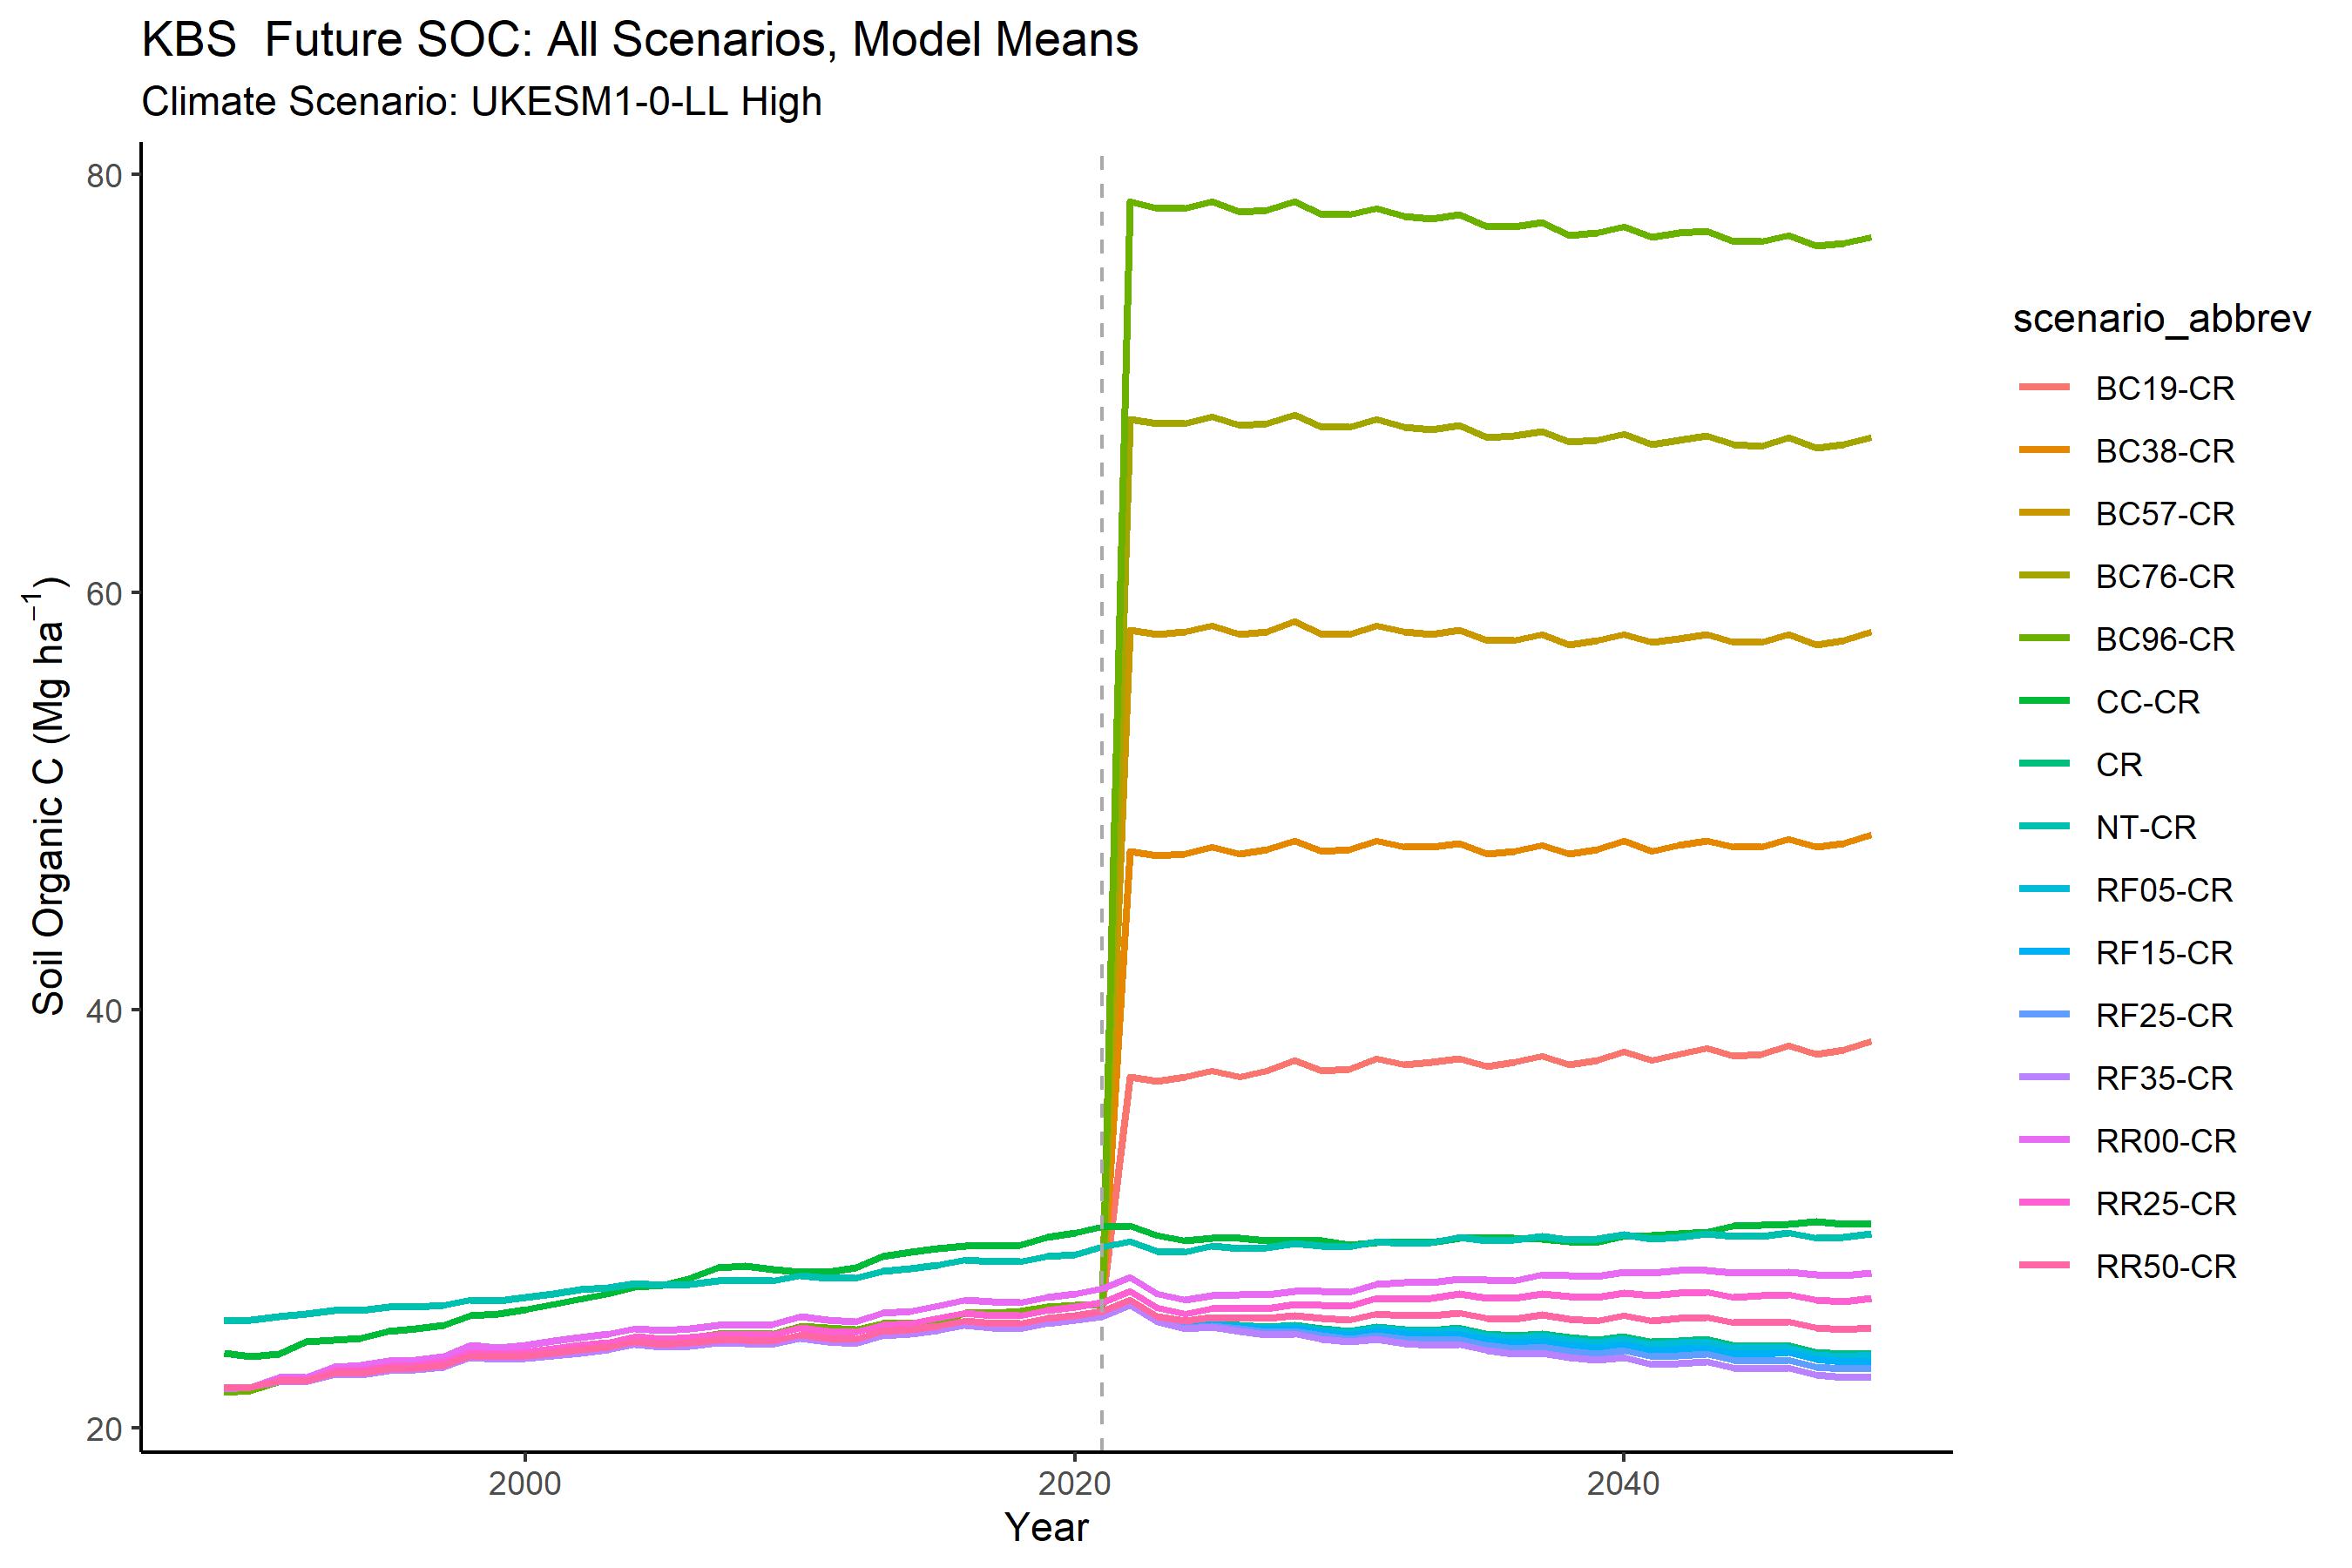 KBS  Future SOC: All Scenarios, Model Means
Climate Scenario: UKESM1-0-LL High
80
60
40
20
Soil Organic C (Mg ha⁻¹)
2000
2020
2040
Year
scenario_abbrev
BC19-CR
BC38-CR
BC57-CR
BC76-CR
BC96-CR
CC-CR
CR
NT-CR
RF05-CR
RF15-CR
RF25-CR
RF35-CR
RR00-CR
RR25-CR
RR50-CR